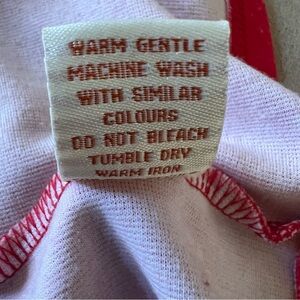 WARM GENTLE
MACHINE WASH
WITH SIMILAR
COLOURS
DO NOT BLEACH
TUMBLE DRY
WARM IRON